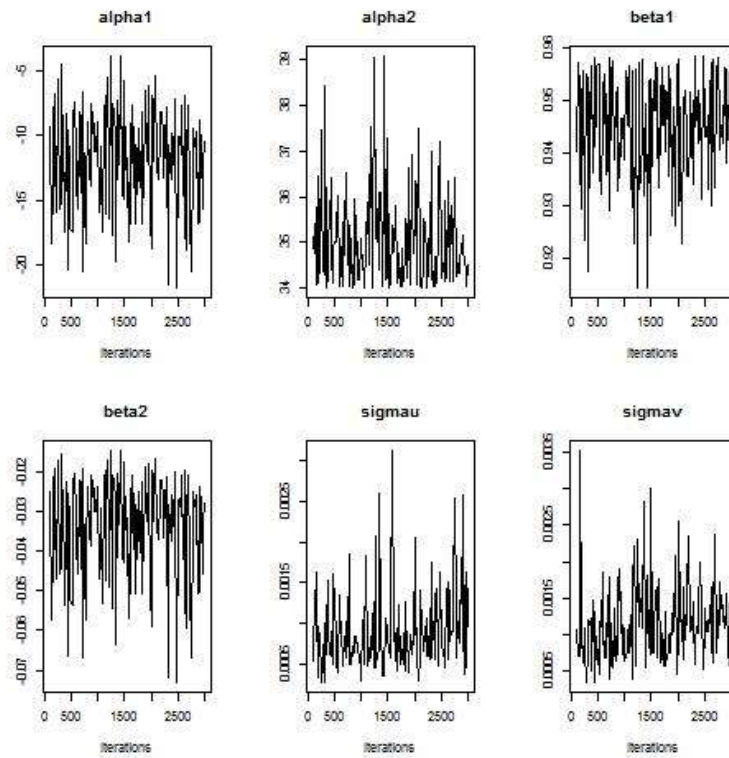 alpha1
-5
-10
-15
-20
0 500 1500 2500
Iterations
alpha2
39
38
37
36
35
34
0 500 1500 2500
Iterations
beta1
0.96
0.95
0.94
0.93
0.92
0 500 1500 2500
Iterations
beta2
-0.02
-0.03
-0.04
-0.05
-0.06
-0.07
0 500 1500 2500
Iterations
sigmau
0.0025
0.0015
0.0005
0 500 1500 2500
Iterations
sigmav
0.0035
0.0025
0.0015
0.0005
0 500 1500 2500
Iterations